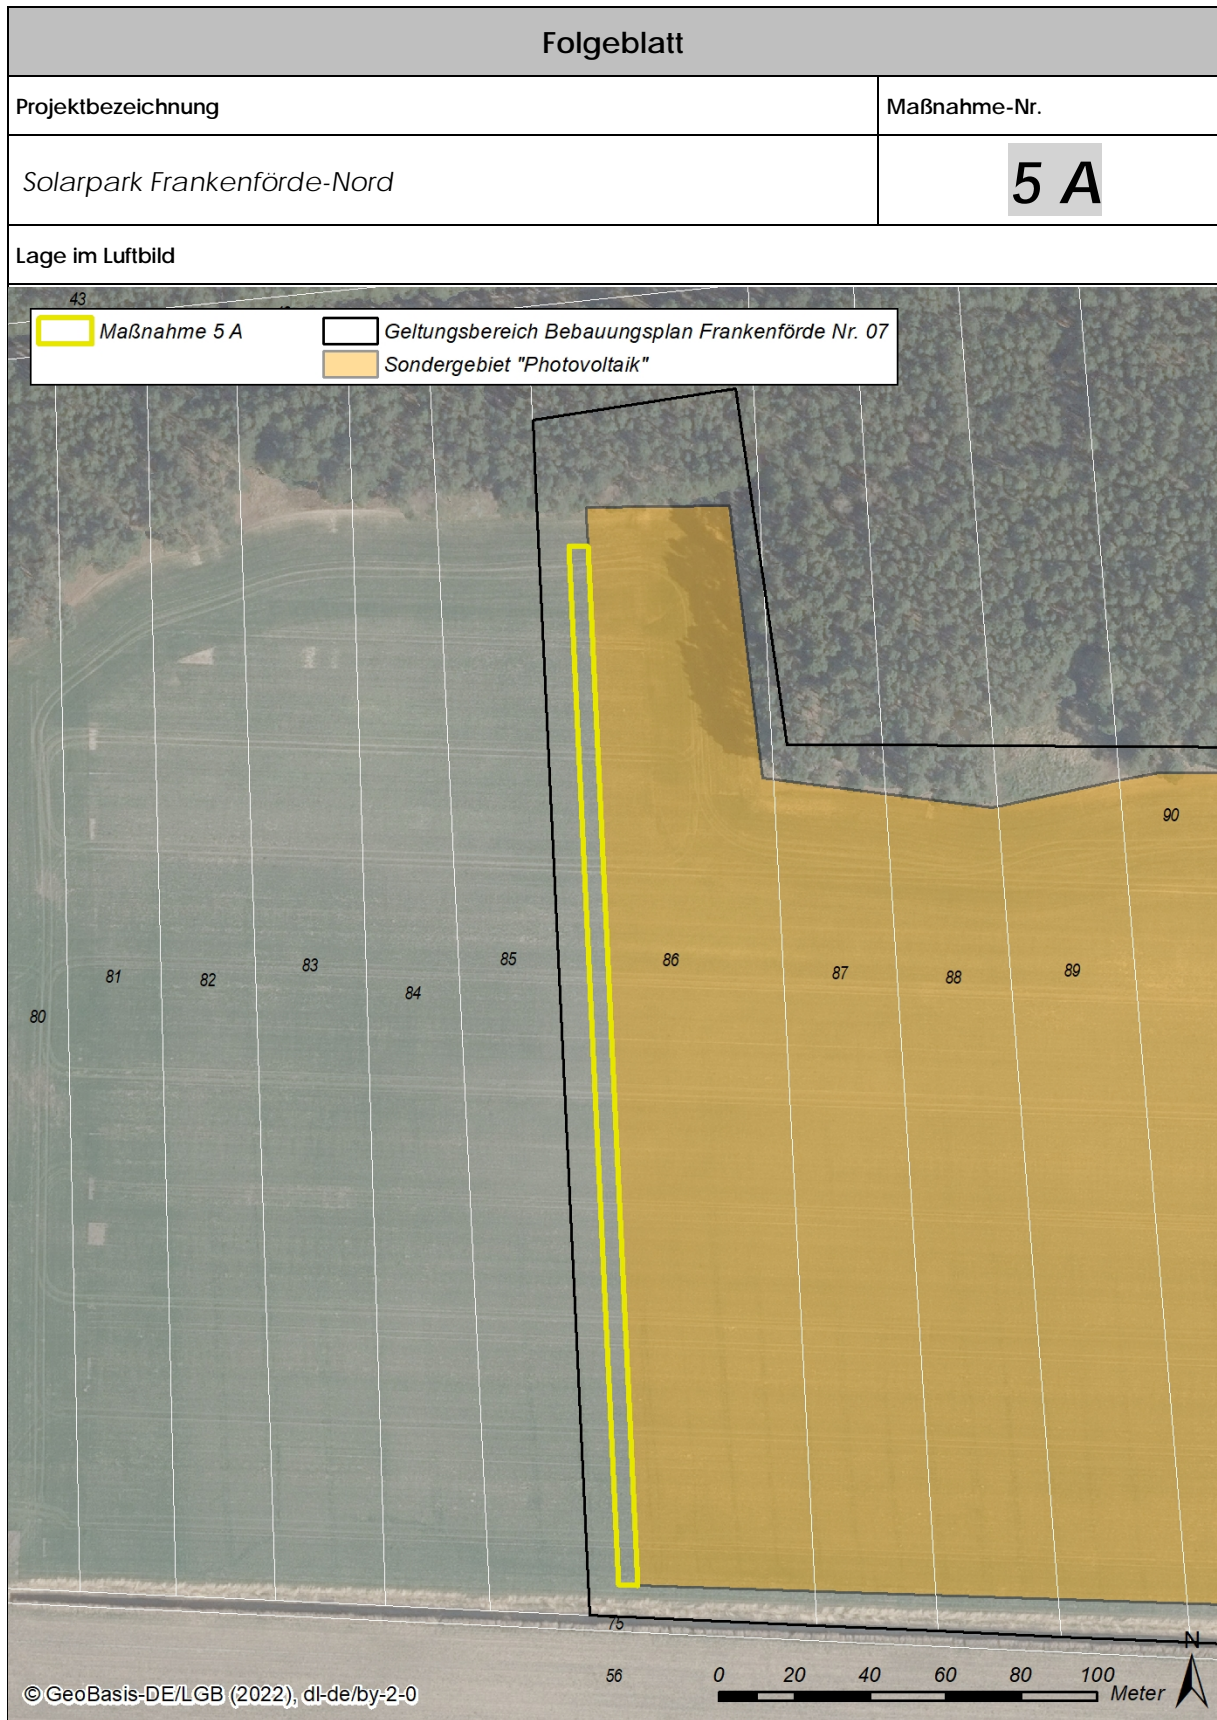 Folgeblatt
Projektbezeichnung
Maßnahme-Nr.
Solarpark Frankenförde-Nord
5 A
Lage im Luftbild
43
Maßnahme 5 A
Geltungsbereich Bebauungsplan Frankenförde Nr. 07
Sondergebiet "Photovoltaik"
90
85
86
83
81
82
84
87
88
89
80
75
56
N
0 20 40 60 80 100
Meter
© GeoBasis-DE/LGB (2022), dl-de/by-2-0